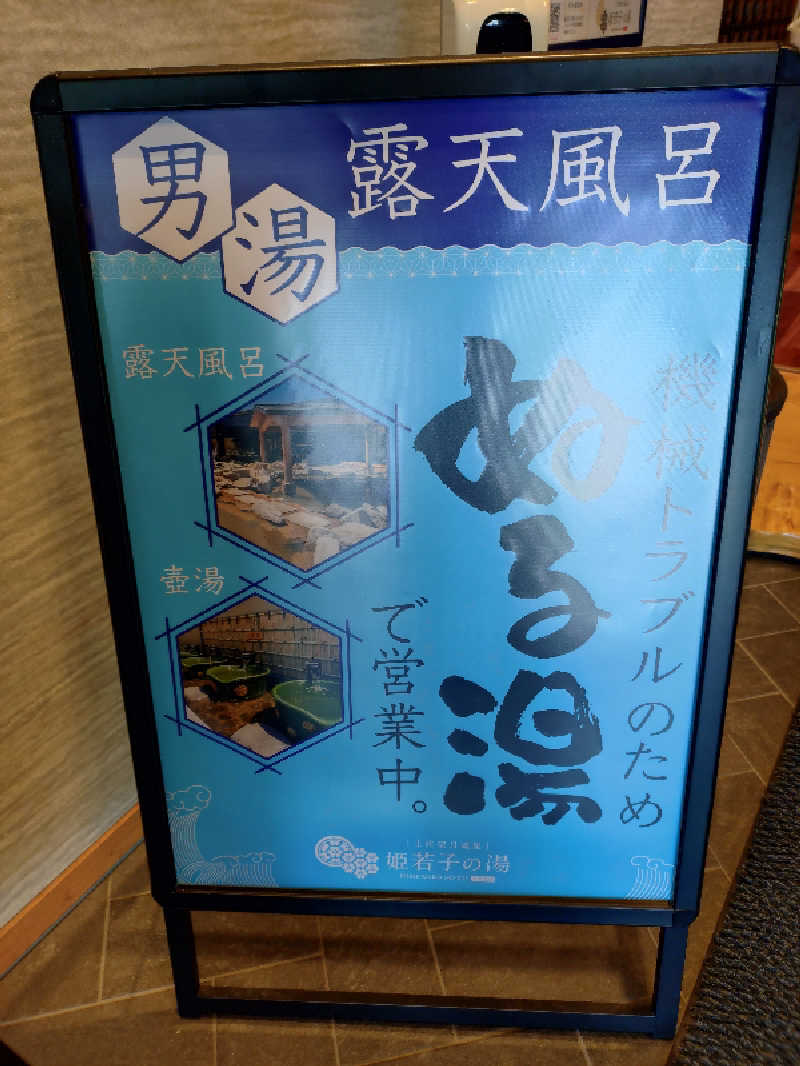 男湯
露天風呂
機械トラブルのため
ぬる湯
で営業中。
露天風呂
壺湯
姫若子の湯